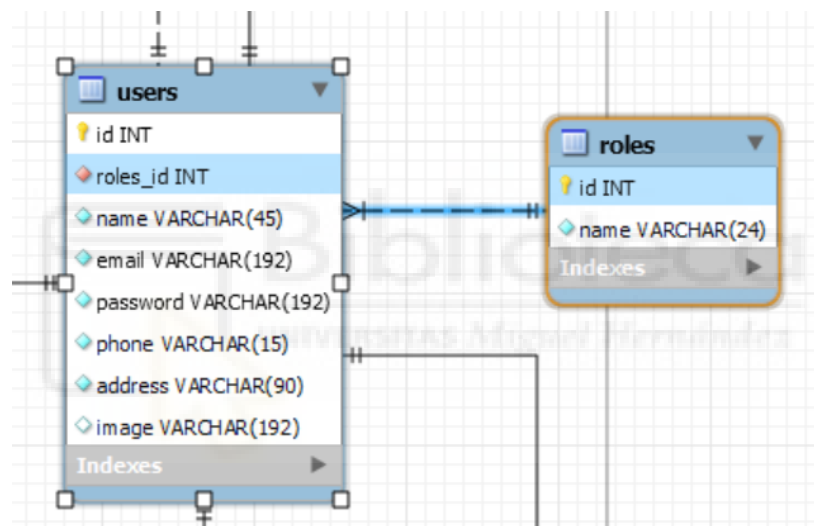 users
id INT
roles_id INT
name VARCHAR(45)
email VARCHAR(192)
password VARCHAR(192)
phone VARCHAR(15)
address VARCHAR(90)
image VARCHAR(192)
Indexes
roles
id INT
name VARCHAR(24)
Indexes
Biblioteca
UNIVERSITAS Miguel Hernández